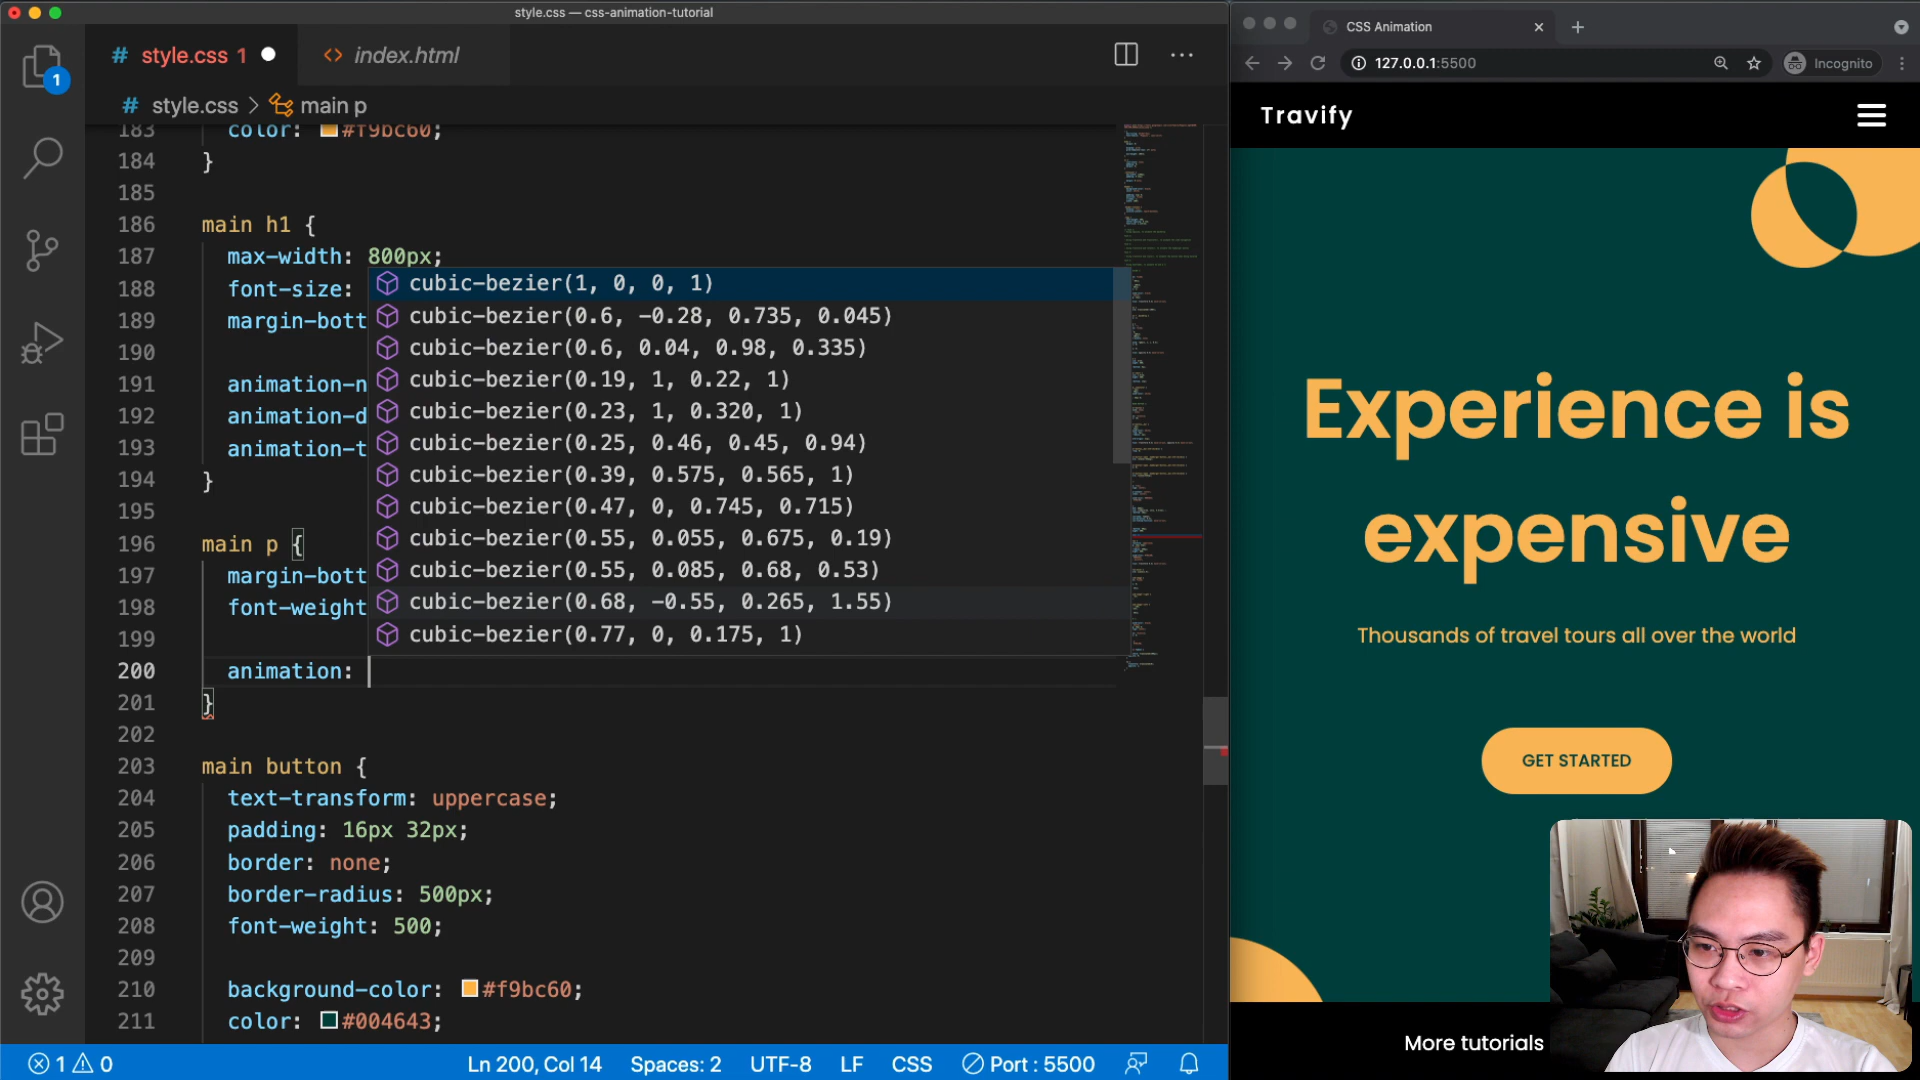 style.css — css-animation-tutorial
# style.css 1
<> index.html
# style.css > main p
1
183 color: #f9bc60;
184 }
185
186 main h1 {
187 max-width: 800px;
188 font-size:
189 margin-bott
190
191 animation-n
192 animation-d
193 animation-t
194 }
195
196 main p {
197 margin-bott
198 font-weight
199
200 animation:
201 }
202
203 main button {
204 text-transform: uppercase;
205 padding: 16px 32px;
206 border: none;
207 border-radius: 500px;
208 font-weight: 500;
209
210 background-color: #f9bc60;
211 color: #004643;
cubic-bezier(1, 0, 0, 1)
cubic-bezier(0.6, -0.28, 0.735, 0.045)
cubic-bezier(0.6, 0.04, 0.98, 0.335)
cubic-bezier(0.19, 1, 0.22, 1)
cubic-bezier(0.23, 1, 0.320, 1)
cubic-bezier(0.25, 0.46, 0.45, 0.94)
cubic-bezier(0.39, 0.575, 0.565, 1)
cubic-bezier(0.47, 0, 0.745, 0.715)
cubic-bezier(0.55, 0.055, 0.675, 0.19)
cubic-bezier(0.55, 0.085, 0.68, 0.53)
cubic-bezier(0.68, -0.55, 0.265, 1.55)
cubic-bezier(0.77, 0, 0.175, 1)
1 0 Ln 200, Col 14 Spaces: 2 UTF-8 LF CSS Port : 5500
CSS Animation
127.0.0.1:5500 Incognito
Travify
Experience is
expensive
Thousands of travel tours all over the world
GET STARTED
More tutorials